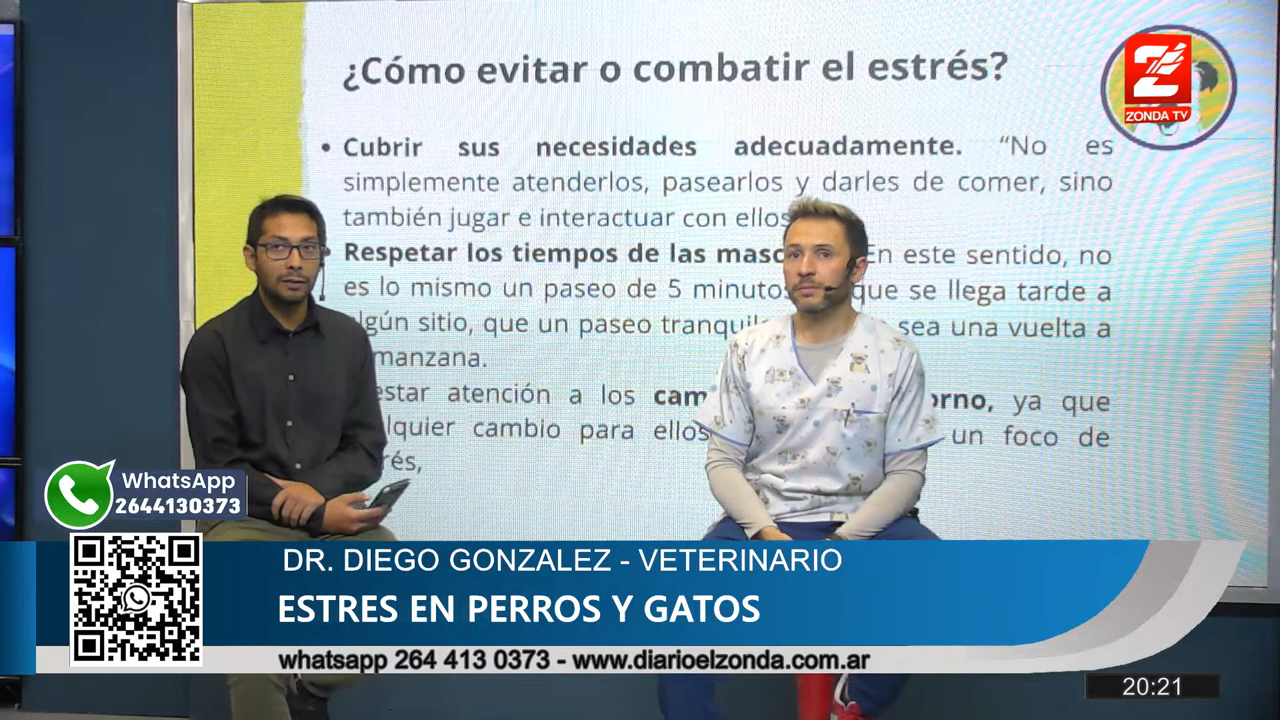 ¿Cómo evitar o combatir el estrés?
ZONDA TV
• Cubrir sus necesidades adecuadamente. “No es
simplemente atenderlos, pasearlos y darles de comer, sino
también jugar e interactuar con ellos
Respetar los tiempos de las masc En este sentido, no
es lo mismo un paseo de 5 minutos que se llega tarde a
algún sitio, que un paseo tranquilo sea una vuelta a
manzana.
estar atención a los cam orno, ya que
lquier cambio para ellos un foco de
rés,
WhatsApp
2644130373
DR. DIEGO GONZALEZ - VETERINARIO
ESTRES EN PERROS Y GATOS
whatsapp 264 413 0373 - www.diarioelzonda.com.ar
20:21